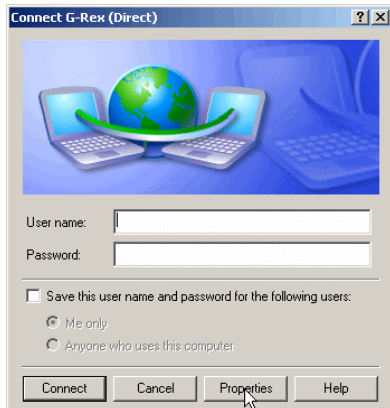 Connect G-Rex (Direct)
User name:
Password:
Save this user name and password for the following users:
Me only
Anyone who uses this computer
Connect Cancel Properties Help